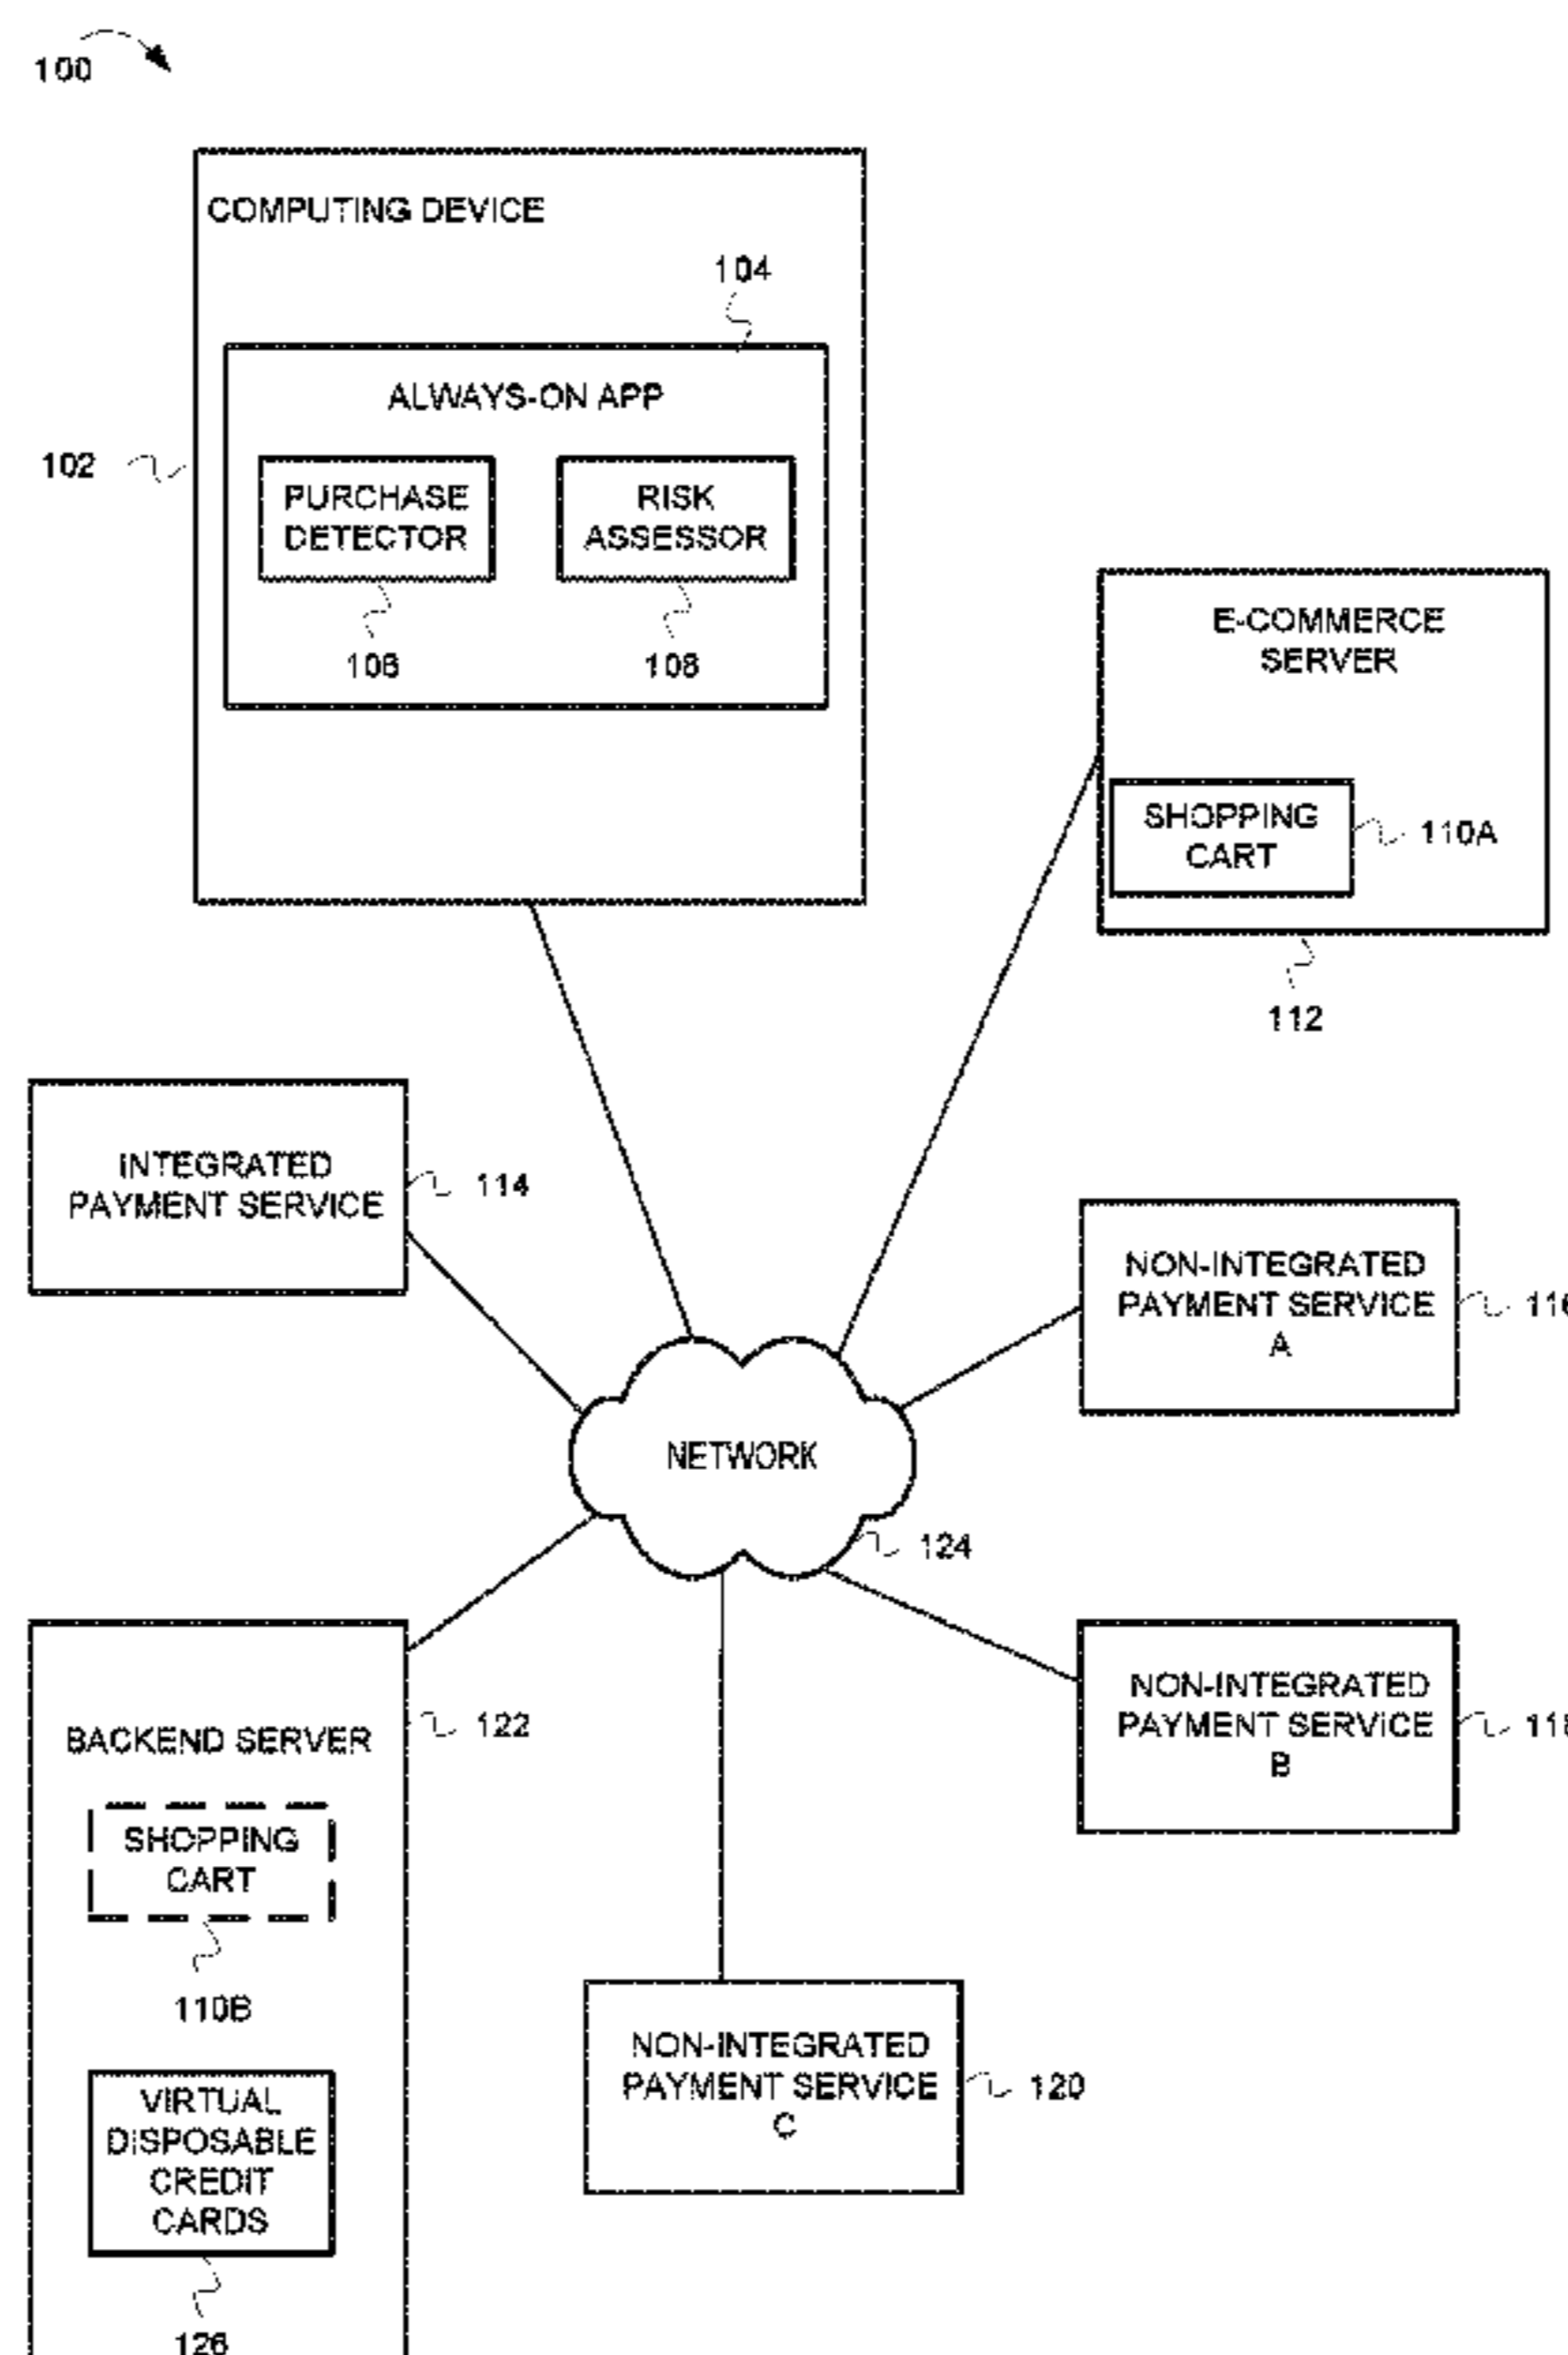 100
COMPUTING DEVICE
104
ALWAYS-ON APP
102
PURCHASE
DETECTOR
RISK
ASSESSOR
106
108
E-COMMERCE
SERVER
SHOPPING
CART
110A
112
INTEGRATED
PAYMENT SERVICE
114
NON-INTEGRATED
PAYMENT SERVICE
A
NETWORK
124
BACKEND SERVER
122
NON-INTEGRATED
PAYMENT SERVICE
B
SHOPPING
CART
110B
NON-INTEGRATED
PAYMENT SERVICE
C
120
VIRTUAL
DISPOSABLE
CREDIT
CARDS
126